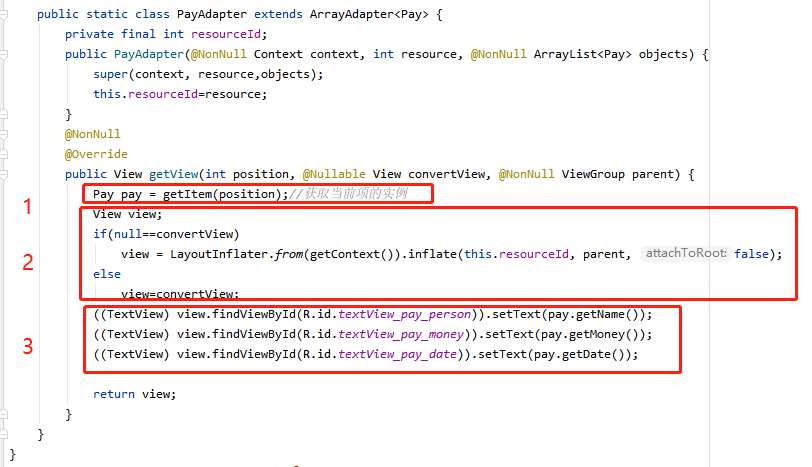 public static class PayAdapter extends ArrayAdapter<Pay> {
private final int resourceId;
public PayAdapter(@NonNull Context context, int resource, @NonNull ArrayList<Pay> objects) {
super(context, resource,objects);
this.resourceId=resource;
}
@NonNull
@Override
public View getView(int position, @Nullable View convertView, @NonNull ViewGroup parent) {
Pay pay = getItem(position);//获取当前项的实例
1
View view;
if(null==convertView)
2
view = LayoutInflater.from(getContext()).inflate(this.resourceId, parent, attachToRoot: false);
else
view=convertView;
((TextView) view.findViewById(R.id.textView_pay_person)).setText(pay.getName());
((TextView) view.findViewById(R.id.textView_pay_money)).setText(pay.getMoney());
3
((TextView) view.findViewById(R.id.textView_pay_date)).setText(pay.getDate());
return view;
}
}
}